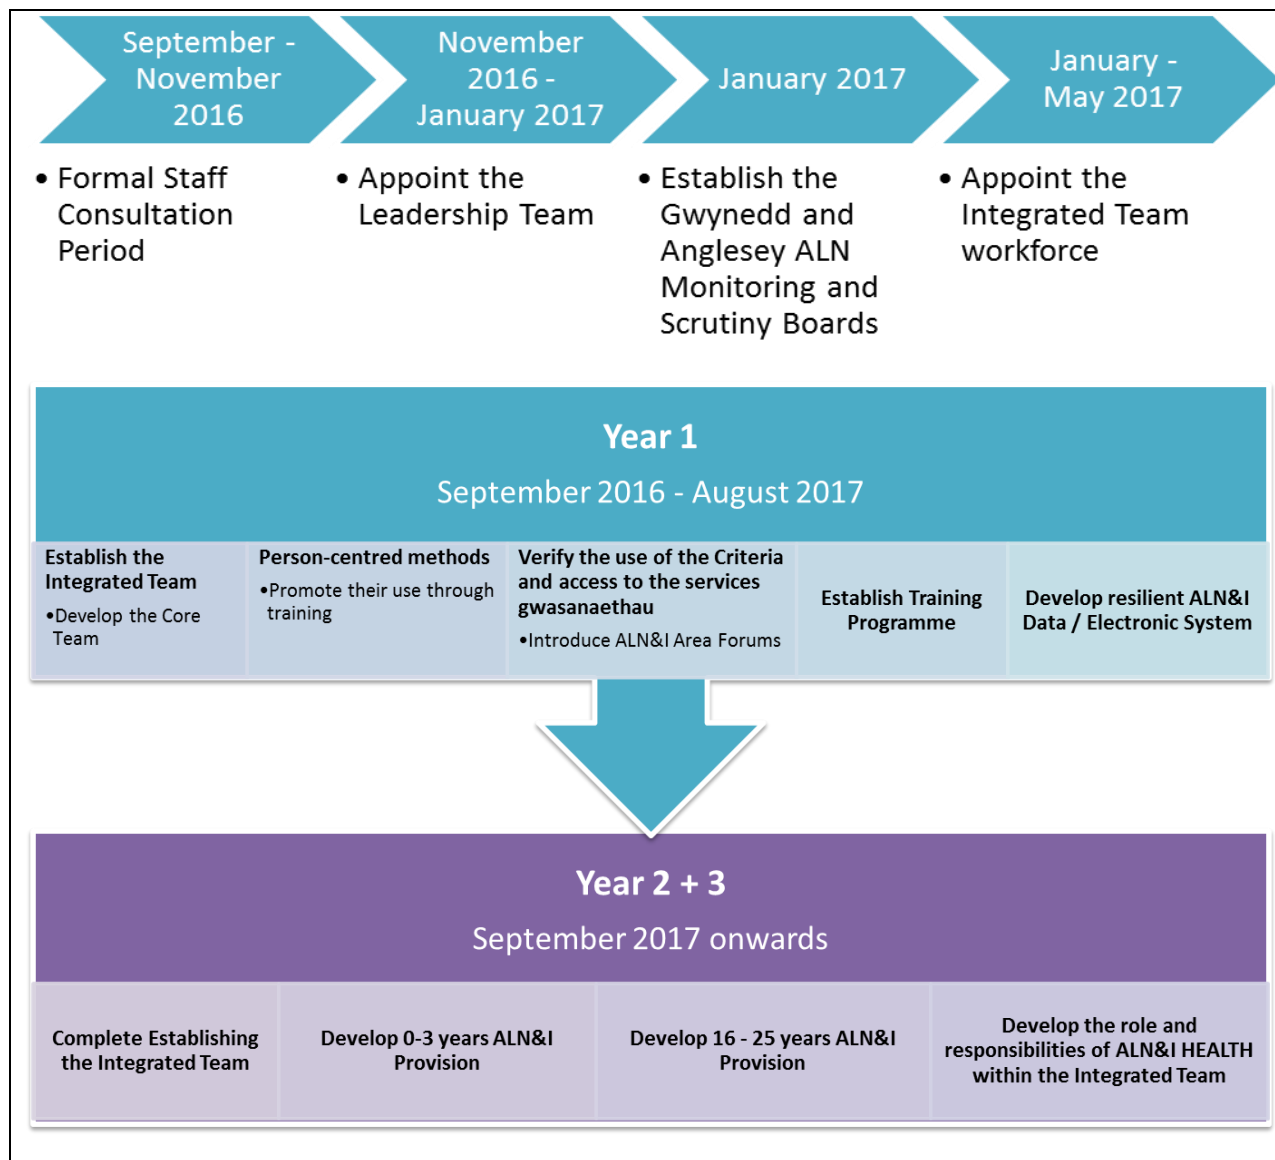 September -
November
2016
November
2016 -
January 2017
January 2017
January -
May 2017
• Formal Staff
Consultation
Period
• Appoint the
Leadership Team
• Establish the
Gwynedd and
Anglesey ALN
Monitoring and
Scrutiny Boards
• Appoint the
Integrated Team
workforce
Year 1
September 2016 - August 2017
Establish the
Integrated Team
•Develop the Core
Team
Person-centred methods
•Promote their use through
training
Verify the use of the Criteria
and access to the services
gwasanaethau
•Introduce ALN&I Area Forums
Establish Training
Programme
Develop resilient ALN&I
Data / Electronic System
Year 2 + 3
September 2017 onwards
Complete Establishing
the Integrated Team
Develop 0-3 years ALN&I
Provision
Develop 16 - 25 years ALN&I
Provision
Develop the role and
responsibilities of ALN&I HEALTH
within the Integrated Team